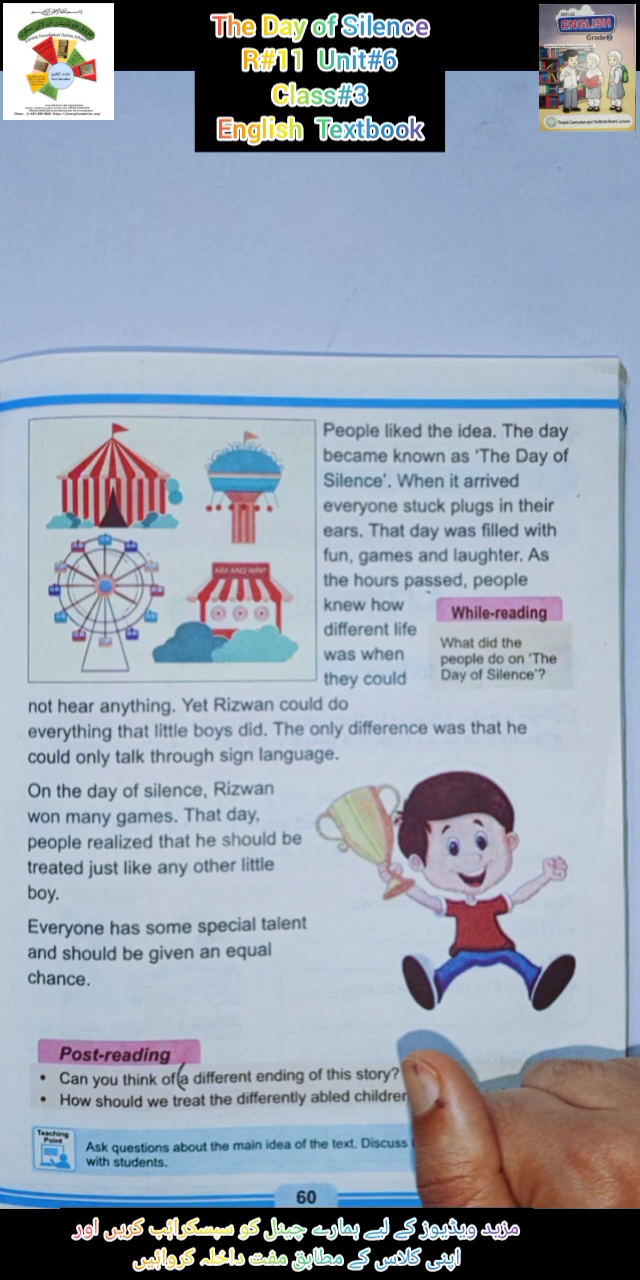 The Day of Silence
R#11 Unit#6
Class#3
English Textbook
ENGLISH
Grade 3
Punjab Curriculum and Textbook Board, Lahore
People liked the idea. The day
became known as ‘The Day of
Silence’. When it arrived
everyone stuck plugs in their
ears. That day was filled with
fun, games and laughter. As
the hours passed, people
knew how
different life
was when
they could
While-reading
What did the
people do on ‘The
Day of Silence’?
not hear anything. Yet Rizwan could do
everything that little boys did. The only difference was that he
could only talk through sign language.
On the day of silence, Rizwan
won many games. That day,
people realized that he should be
treated just like any other little
boy.
Everyone has some special talent
and should be given an equal
chance.
Post-reading
• Can you think of a different ending of this story?
• How should we treat the differently abled children
Teaching
Point
Ask questions about the main idea of the text. Discuss
with students.
60
مزید ویڈیوز کے لیے ہمارے چینل کو سبسکرائب کریں اور
اپنی کلاس کے مطابق مفت داخلہ کروائیں